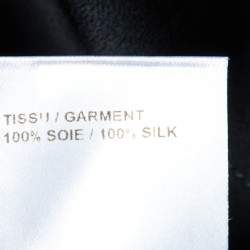 TISSU / GARMENT
100% SOIE / 100% SILK